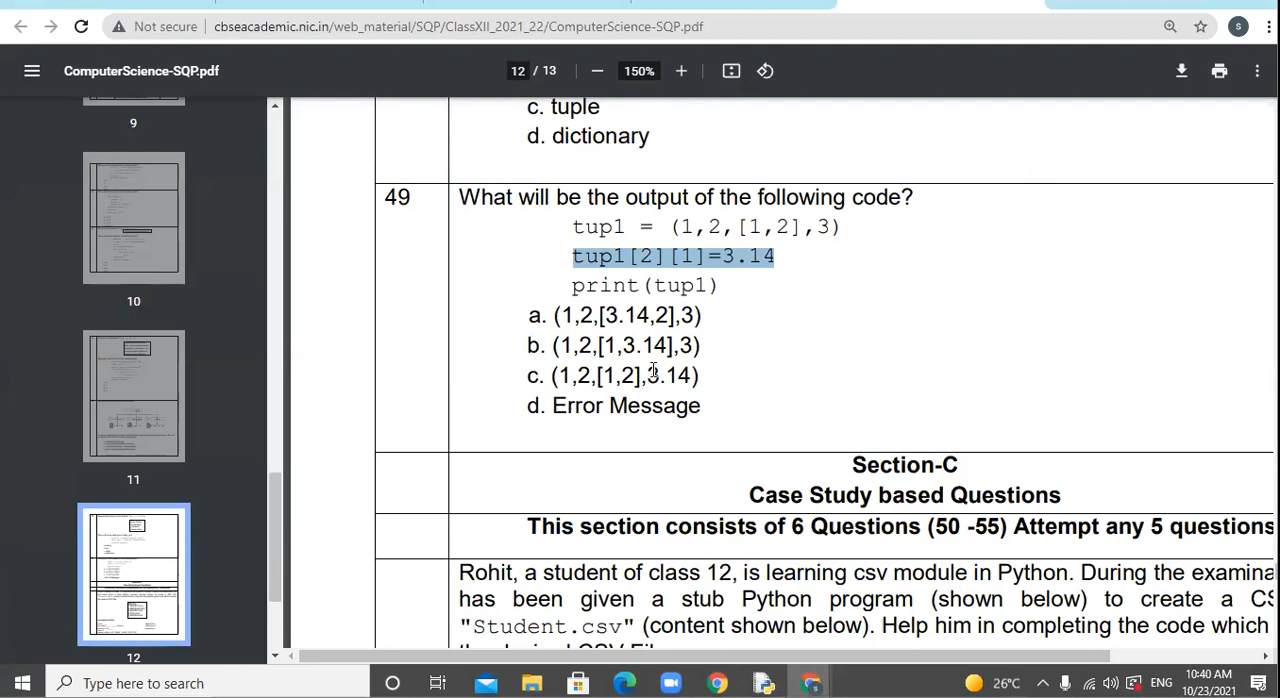 Not secure cbseacademic.nic.in/web_material/SQP/ClassXII_2021_22/ComputerScience-SQP.pdf
S
ComputerScience-SQP.pdf 12 / 13 150%
9
10
11
12
c. tuple
d. dictionary
49 What will be the output of the following code?
tup1 = (1,2,[1,2],3)
tup1[2][1]=3.14
print(tup1)
a. (1,2,[3.14,2],3)
b. (1,2,[1,3.14],3)
c. (1,2,[1,2],3.14)
d. Error Message
Section-C
Case Study based Questions
This section consists of 6 Questions (50 -55) Attempt any 5 questions
Rohit, a student of class 12, is learning csv module in Python. During the examina
has been given a stub Python program (shown below) to create a CS
"Student.csv" (content shown below). Help him in completing the code which
Type here to search
26°C
ENG
10:40 AM
10/23/2021